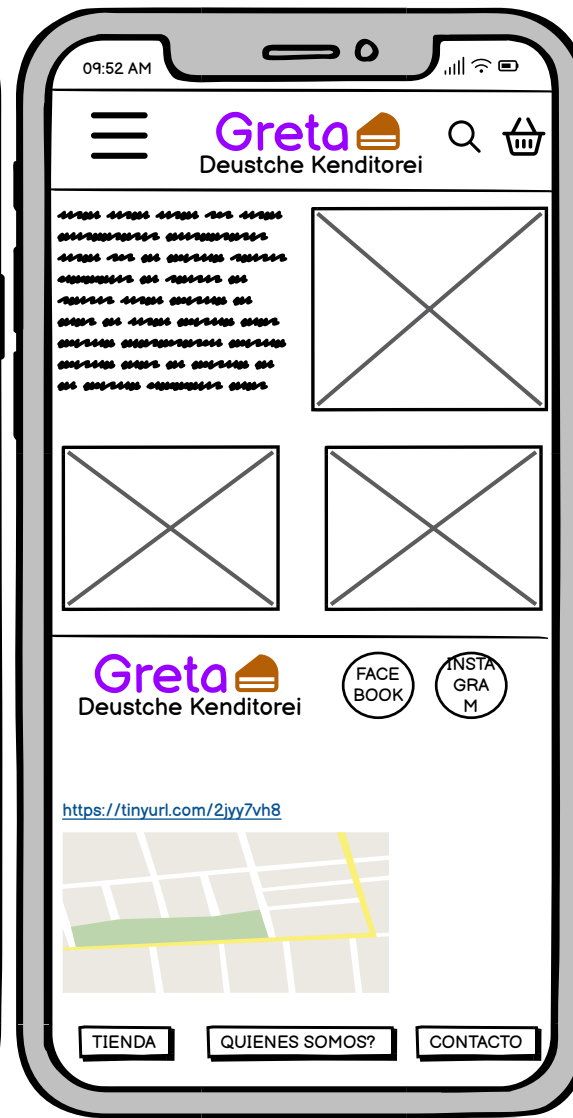 09:52 AM
Greta
Deustche Kenditorei
Greta
Deustche Kenditorei
FACE
BOOK
INSTA
GRA
M
https://tinyurl.com/2jyy7vh8
TIENDA
QUIENES SOMOS?
CONTACTO